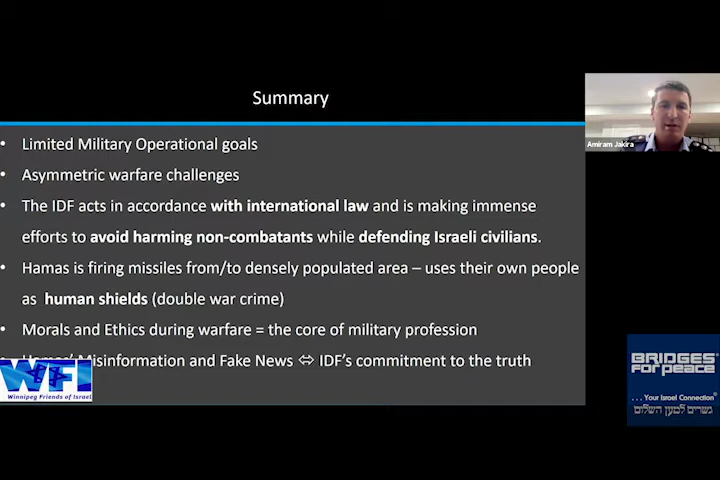 Summary
• Limited Military Operational goals
• Asymmetric warfare challenges
• The IDF acts in accordance with international law and is making immense
efforts to avoid harming non-combatants while defending Israeli civilians.
• Hamas is firing missiles from/to densely populated area – uses their own people
as human shields (double war crime)
• Morals and Ethics during warfare = the core of military profession
• Hamas' Misinformation and Fake News ⇔ IDF's commitment to the truth
WFI
Winnipeg Friends of Israel
Amiram Jakira
BRIDGES
FOR PEACE
®
...Your Israel Connection®
גשרים למען השלום